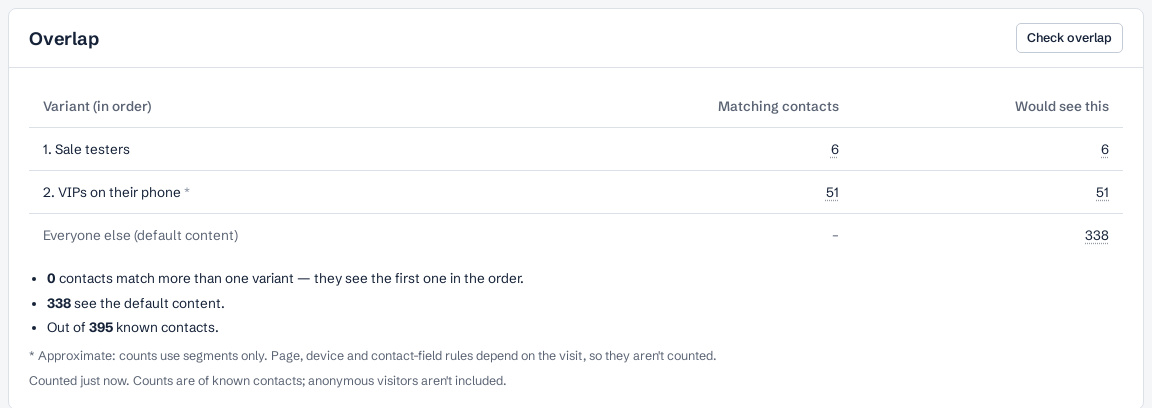 Overlap
Check overlap
Variant (in order) Matching contacts Would see this
1. Sale testers 6 6
2. VIPs on their phone * 51 51
Everyone else (default content) – 338
• 0 contacts match more than one variant — they see the first one in the order.
• 338 see the default content.
• Out of 395 known contacts.
* Approximate: counts use segments only. Page, device and contact-field rules depend on the visit, so they aren't counted.
Counted just now. Counts are of known contacts; anonymous visitors aren't included.